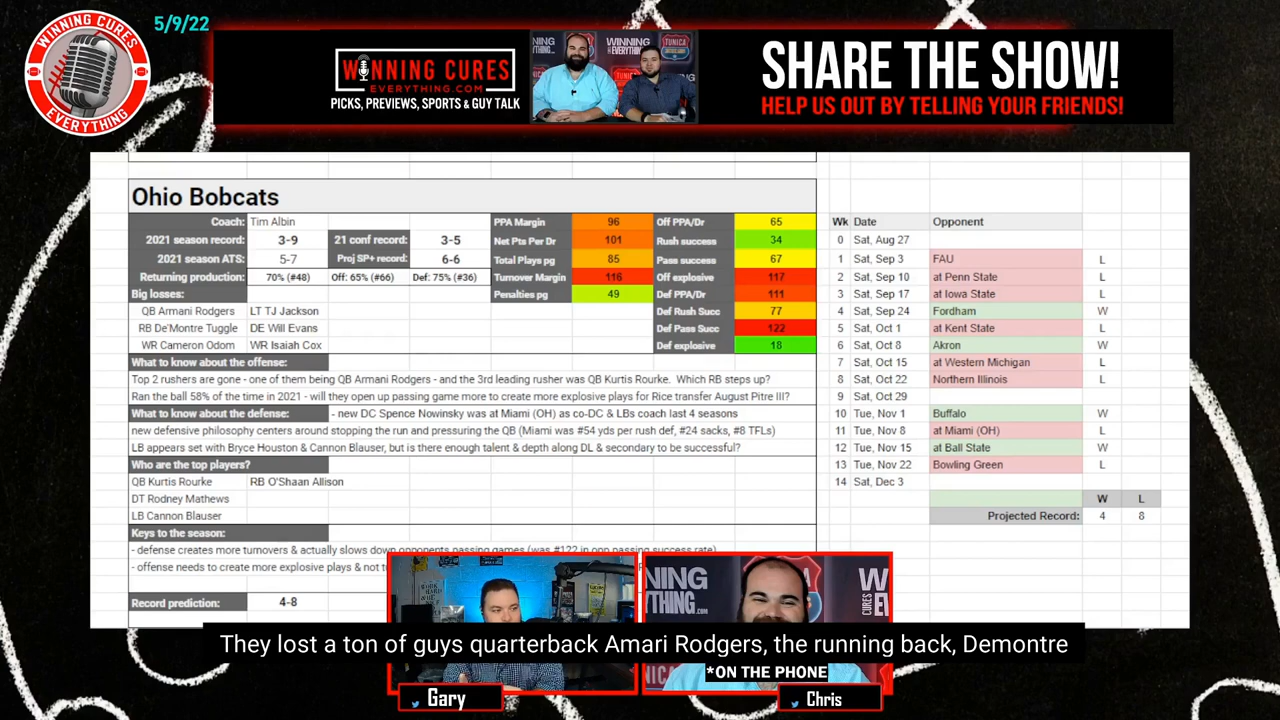 5/9/22
WINNING CURES
EVERYTHING
WINNING CURES
EVERYTHING.COM
PICKS, PREVIEWS, SPORTS & GUY TALK
WINNING
TUNICA
SHARE THE SHOW!
HELP US OUT BY TELLING YOUR FRIENDS!
Ohio Bobcats
Coach: Tim Albin PPA Margin 96 Off PPA/Dr 65
2021 season record: 3-9 21 conf record: 3-5 Net Pts Per Dr 101 Rush success 34
2021 season ATS: 5-7 Proj SP+ record: 6-6 Total Plays pg 85 Pass success 67
Returning production: 70% (#48) Off: 65% (#66) Def: 75% (#36) Turnover Margin 116 Off explosive 117
Big losses: Penalties pg 49 Def PPA/Dr 111
QB Armani Rodgers LT TJ Jackson Def Rush Succ 77
RB De'Montre Tuggle DE Will Evans Def Pass Succ 122
WR Cameron Odom WR Isaiah Cox Def explosive 18
What to know about the offense:
Top 2 rushers are gone - one of them being QB Armani Rodgers - and the 3rd leading rusher was QB Kurtis Rourke. Which RB steps up?
Ran the ball 58% of the time in 2021 - will they open up passing game more to create more explosive plays for Rice transfer August Pitre III?
What to know about the defense: - new DC Spence Nowinsky was at Miami (OH) as co-DC & LBs coach last 4 seasons
new defensive philosophy centers around stopping the run and pressuring the QB (Miami was #54 yds per rush def, #24 sacks, #8 TFLs)
LB appears set with Bryce Houston & Cannon Blauser, but is there enough talent & depth along DL & secondary to be successful?
Who are the top players?
QB Kurtis Rourke RB O'Shaan Allison
DT Rodney Mathews
LB Cannon Blauser
Keys to the season:
- defense creates more turnovers & actually slows down opponents passing games (was #122 in opp passing success rate)
- offense needs to create more explosive plays & not
Record prediction: 4-8
Wk Date Opponent
0 Sat, Aug 27
1 Sat, Sep 3 FAU L
2 Sat, Sep 10 at Penn State L
3 Sat, Sep 17 at Iowa State L
4 Sat, Sep 24 Fordham W
5 Sat, Oct 1 at Kent State L
6 Sat, Oct 8 Akron W
7 Sat, Oct 15 at Western Michigan L
8 Sat, Oct 22 Northern Illinois L
9 Sat, Oct 29
10 Tue, Nov 1 Buffalo W
11 Tue, Nov 8 at Miami (OH) L
12 Tue, Nov 15 at Ball State W
13 Tue, Nov 22 Bowling Green L
14 Sat, Dec 3
W L
Projected Record: 4 8
They lost a ton of guys quarterback Amari Rodgers, the running back, Demontre
*ON THE PHONE
Gary
Chris